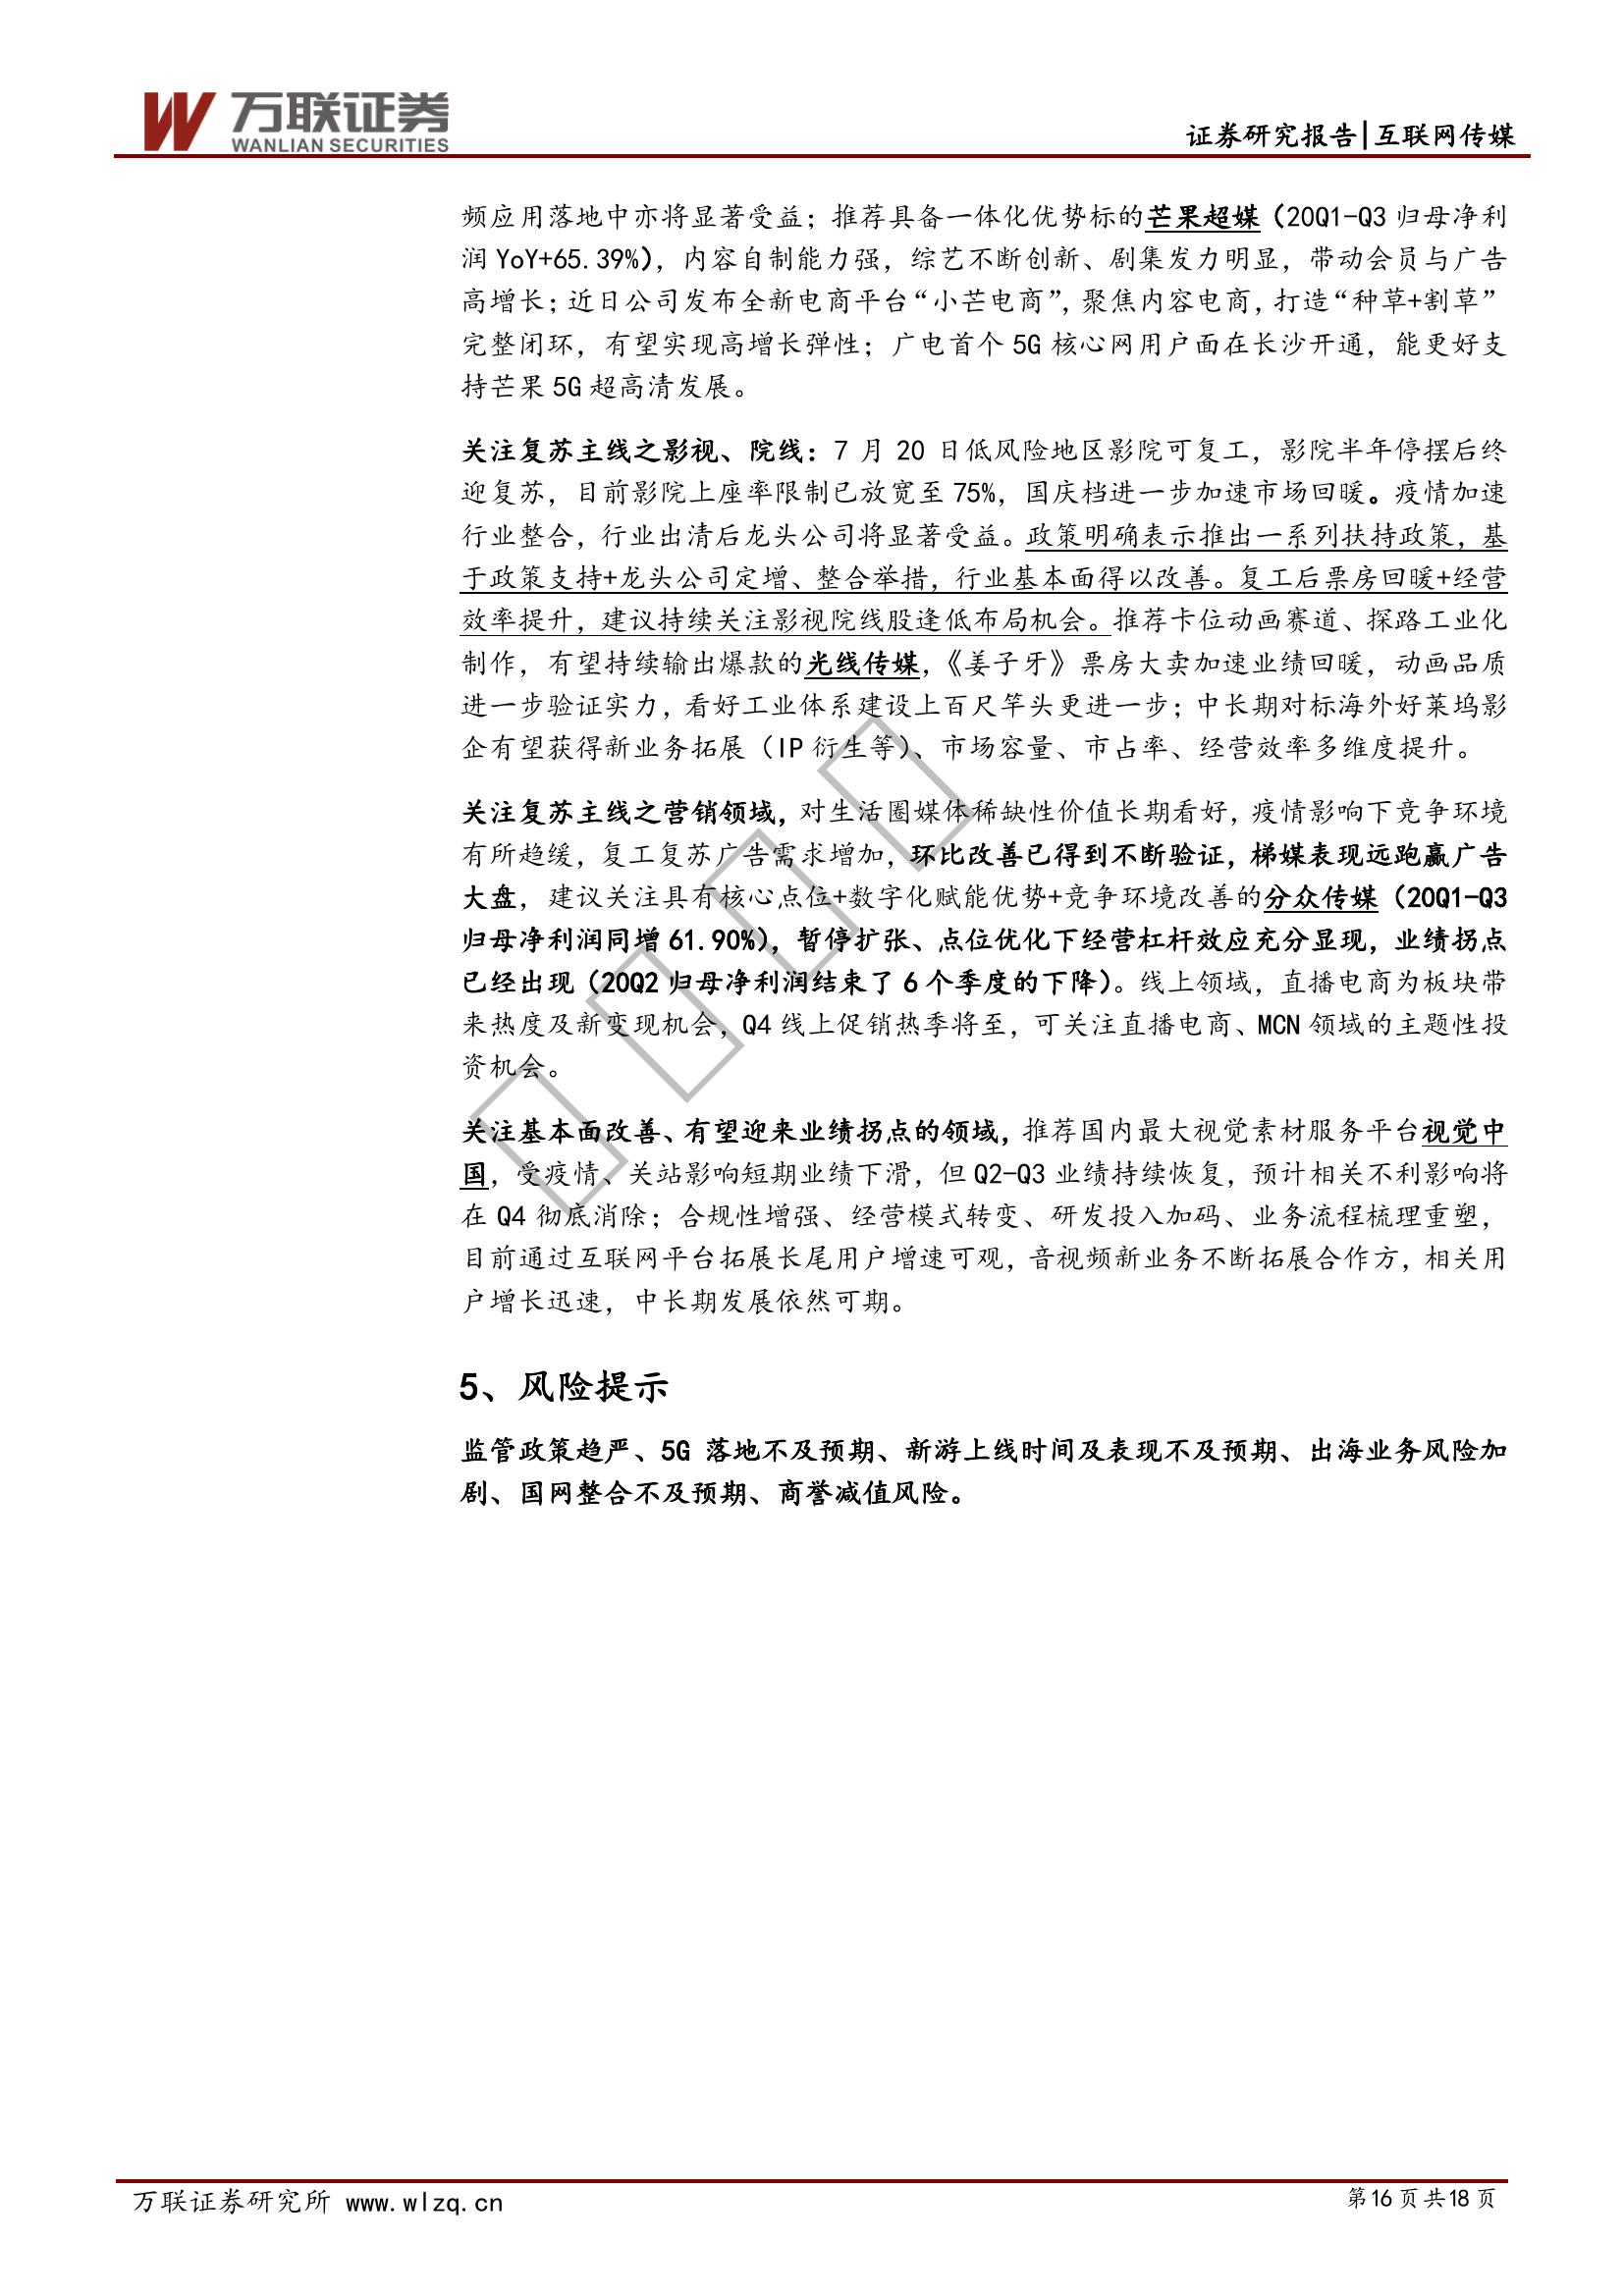 万联证券
WANLIAN SECURITIES
证券研究报告|互联网传媒
频应用落地中亦将显著受益；推荐具备一体化优势标的芒果超媒（20Q1-Q3 归母净利
润 YoY+65.39%），内容自制能力强，综艺不断创新、剧集发力明显，带动会员与广告
高增长；近日公司发布全新电商平台“小芒电商”，聚焦内容电商，打造“种草+割草”
完整闭环，有望实现高增长弹性；广电首个 5G 核心网用户面在长沙开通，能更好支
持芒果 5G 超高清发展。
关注复苏主线之影视、院线：7 月 20 日低风险地区影院可复工，影院半年停摆后终
迎复苏，目前影院上座率限制已放宽至 75%，国庆档进一步加速市场回暖。疫情加速
行业整合，行业出清后龙头公司将显著受益。政策明确表示推出一系列扶持政策，基
于政策支持+龙头公司定增、整合举措，行业基本面得以改善。复工后票房回暖+经营
效率提升，建议持续关注影视院线股逢低布局机会。推荐卡位动画赛道、探路工业化
制作，有望持续输出爆款的光线传媒，《姜子牙》票房大卖加速业绩回暖，动画品质
进一步验证实力，看好工业体系建设上百尺竿头更进一步；中长期对标海外好莱坞影
企有望获得新业务拓展（IP 衍生等）、市场容量、市占率、经营效率多维度提升。
关注复苏主线之营销领域，对生活圈媒体稀缺性价值长期看好，疫情影响下竞争环境
有所趋缓，复工复苏广告需求增加，环比改善已得到不断验证，梯媒表现远跑赢广告
大盘，建议关注具有核心点位+数字化赋能优势+竞争环境改善的分众传媒（20Q1-Q3
归母净利润同增 61.90%），暂停扩张、点位优化下经营杠杆效应充分显现，业绩拐点
已经出现（20Q2 归母净利润结束了 6 个季度的下降）。线上领域，直播电商为板块带
来热度及新变现机会，Q4 线上促销热季将至，可关注直播电商、MCN 领域的主题性投
资机会。
关注基本面改善、有望迎来业绩拐点的领域，推荐国内最大视觉素材服务平台视觉中
国，受疫情、关站影响短期业绩下滑，但 Q2-Q3 业绩持续恢复，预计相关不利影响将
在 Q4 彻底消除；合规性增强、经营模式转变、研发投入加码、业务流程梳理重塑，
目前通过互联网平台拓展长尾用户增速可观，音视频新业务不断拓展合作方，相关用
户增长迅速，中长期发展依然可期。
5、风险提示
监管政策趋严、5G 落地不及预期、新游上线时间及表现不及预期、出海业务风险加
剧、国网整合不及预期、商誉减值风险。
万联证券研究所 www.wlzq.cn
第16 页共18 页